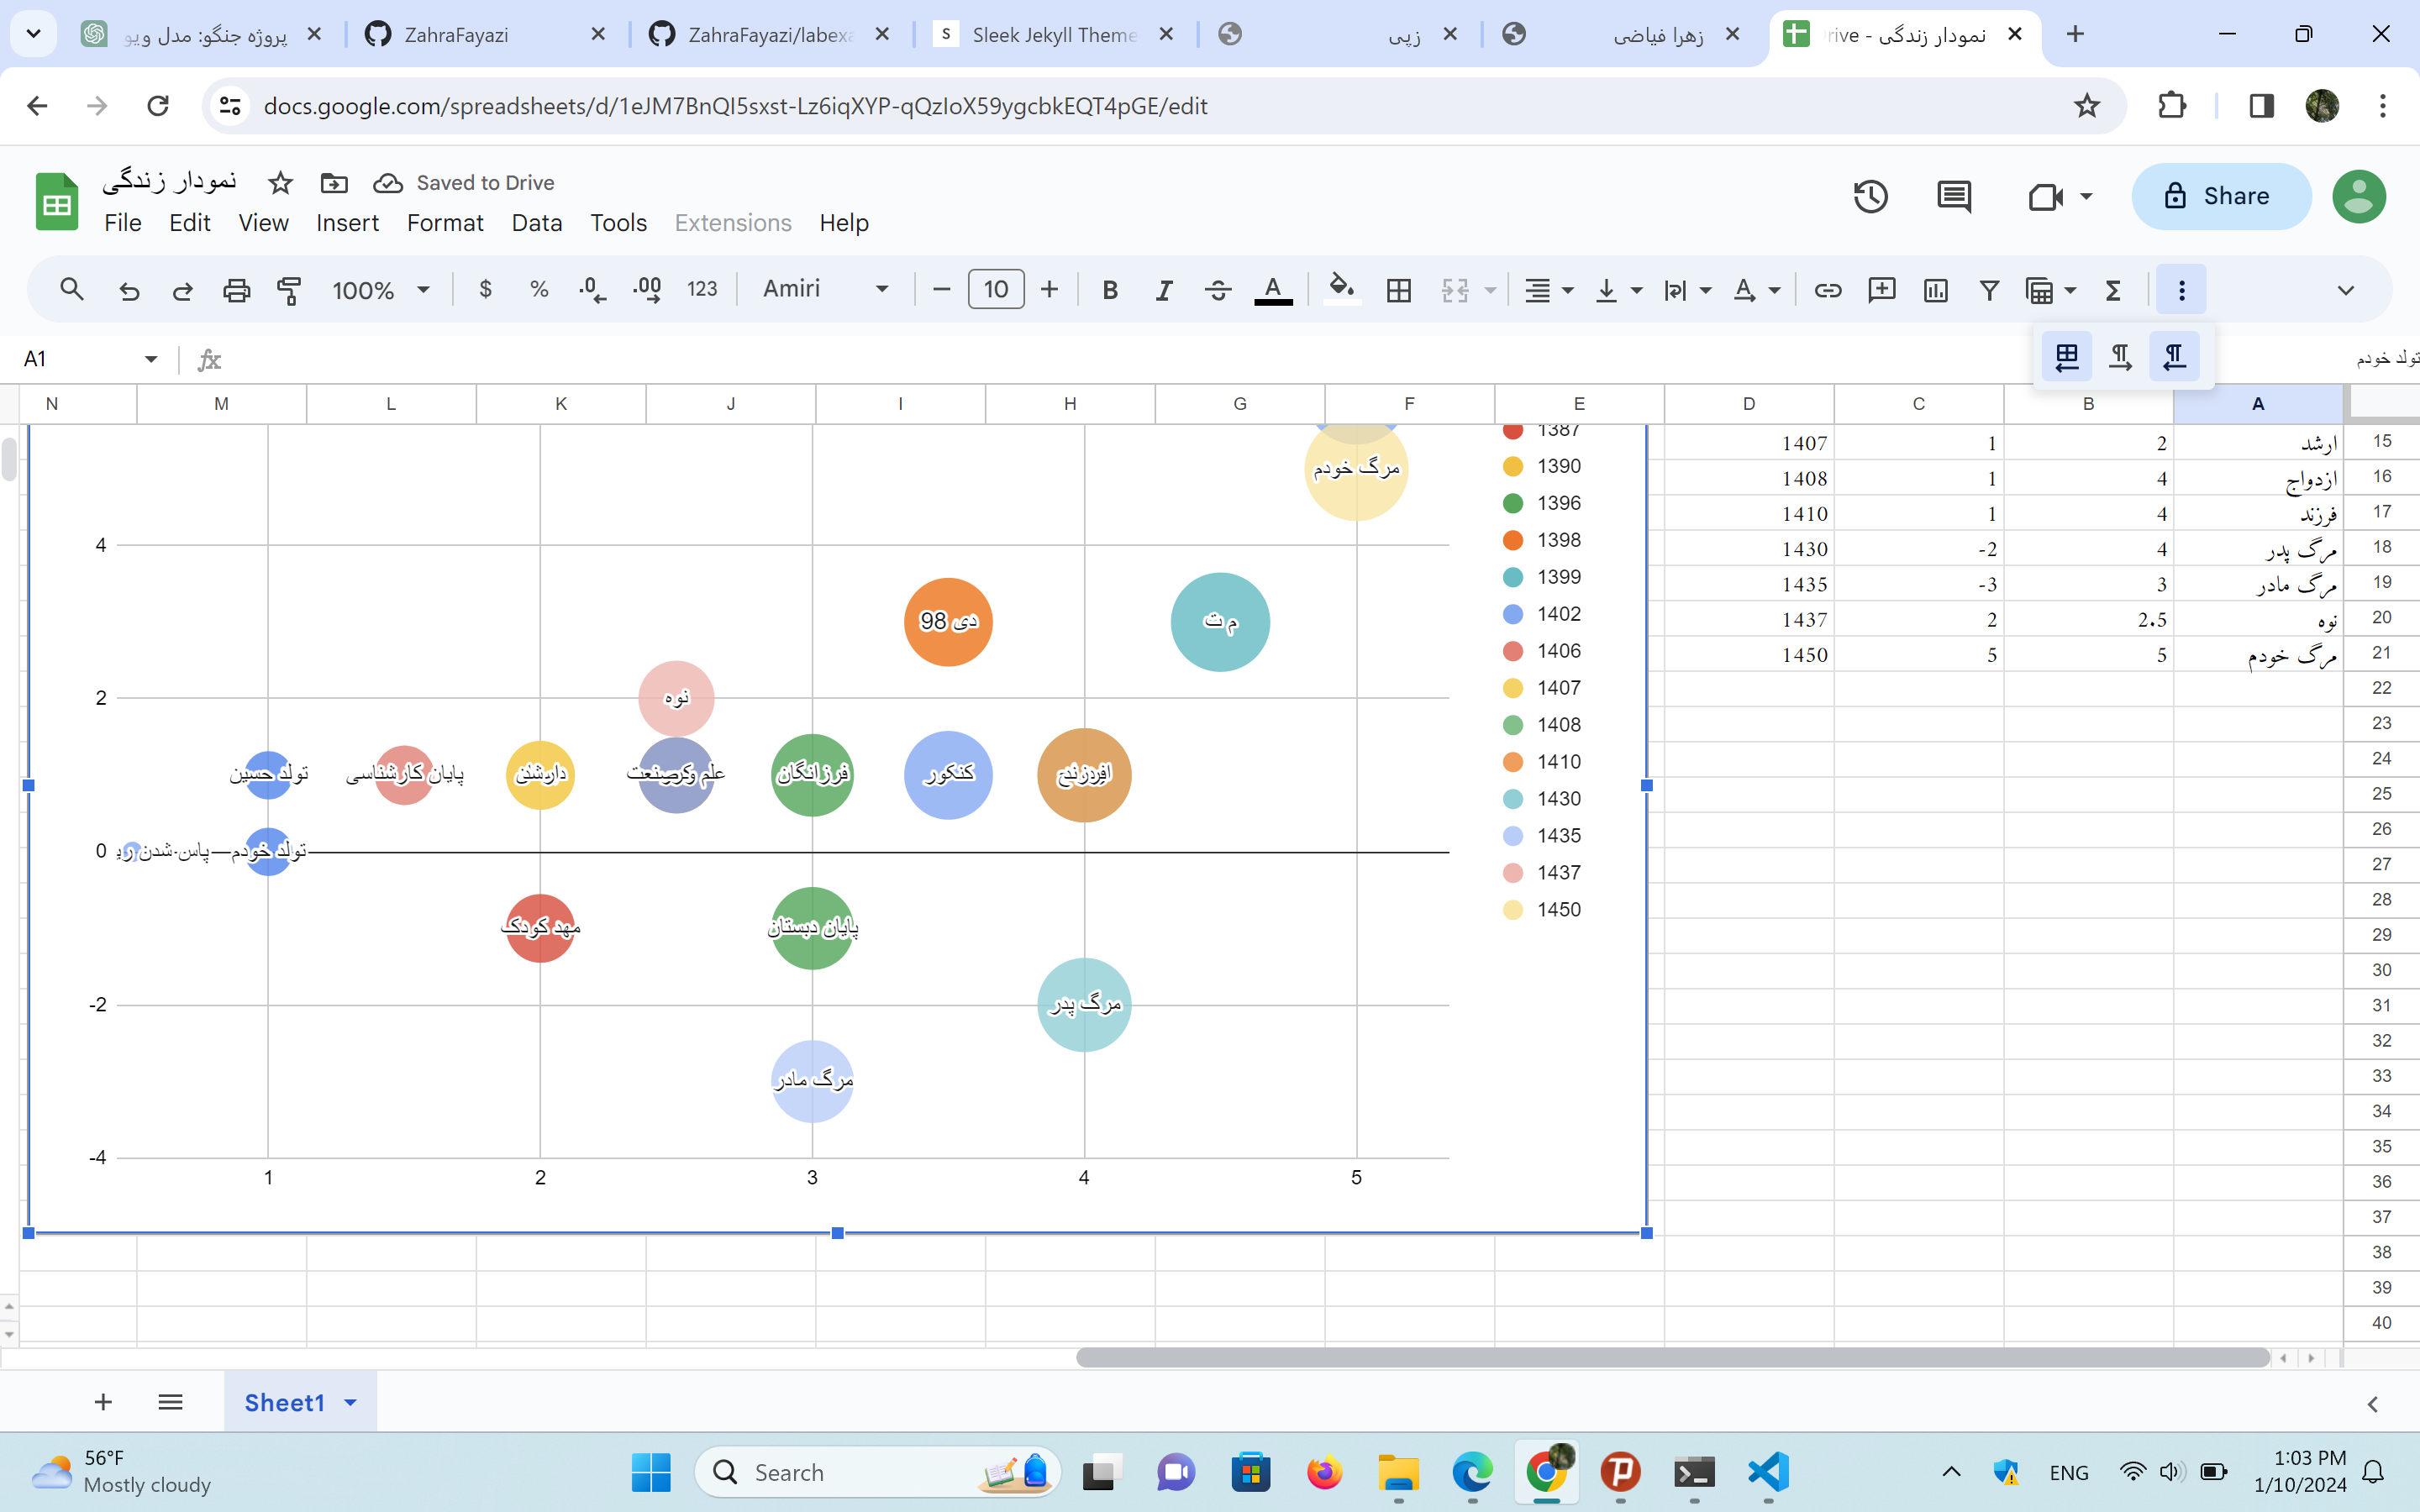 پروژه جنگو: مدل ویو
ZahraFayazi
ZahraFayazi/labexa
Sleek Jekyll Theme
زپی
زهرا فیاضی
نمودار زندگی - Drive
docs.google.com/spreadsheets/d/1eJM7BnQI5sxst-Lz6iqXYP-qQzIoX59ygcbkEQT4pGE/edit
نمودار زندگی
Saved to Drive
File Edit View Insert Format Data Tools Extensions Help
Share
100% $ % .0 .00 123 Amiri 10 B I A
A1
fx
تولد خودم
N M L K J I H G F E D C B A
1407 1 2 ارشد 15
1408 1 4 ازدواج 16
1410 1 4 فرزند 17
1430 -2 4 مرگ پدر 18
1435 -3 3 مرگ مادر 19
1437 2 2.5 نوه 20
1450 5 5 مرگ خودم 21
22
23
24
25
26
27
28
29
30
31
32
33
34
35
36
37
38
39
40
مرگ خودم
4
دی 98
م ت
2
نوه
تولد حسین
پایان کارشناسی
علم وکرصنعت
فرزانگان
کنکور
0
پاس شدن ری
تولد خودم
مهد کودک
پایان دبستان
-2
مرگ پدر
مرگ مادر
-4
1 2 3 4 5
1387
1390
1396
1398
1399
1402
1406
1407
1408
1410
1430
1435
1437
1450
Sheet1
56°F
Mostly cloudy
Search
ENG
1:03 PM
1/10/2024